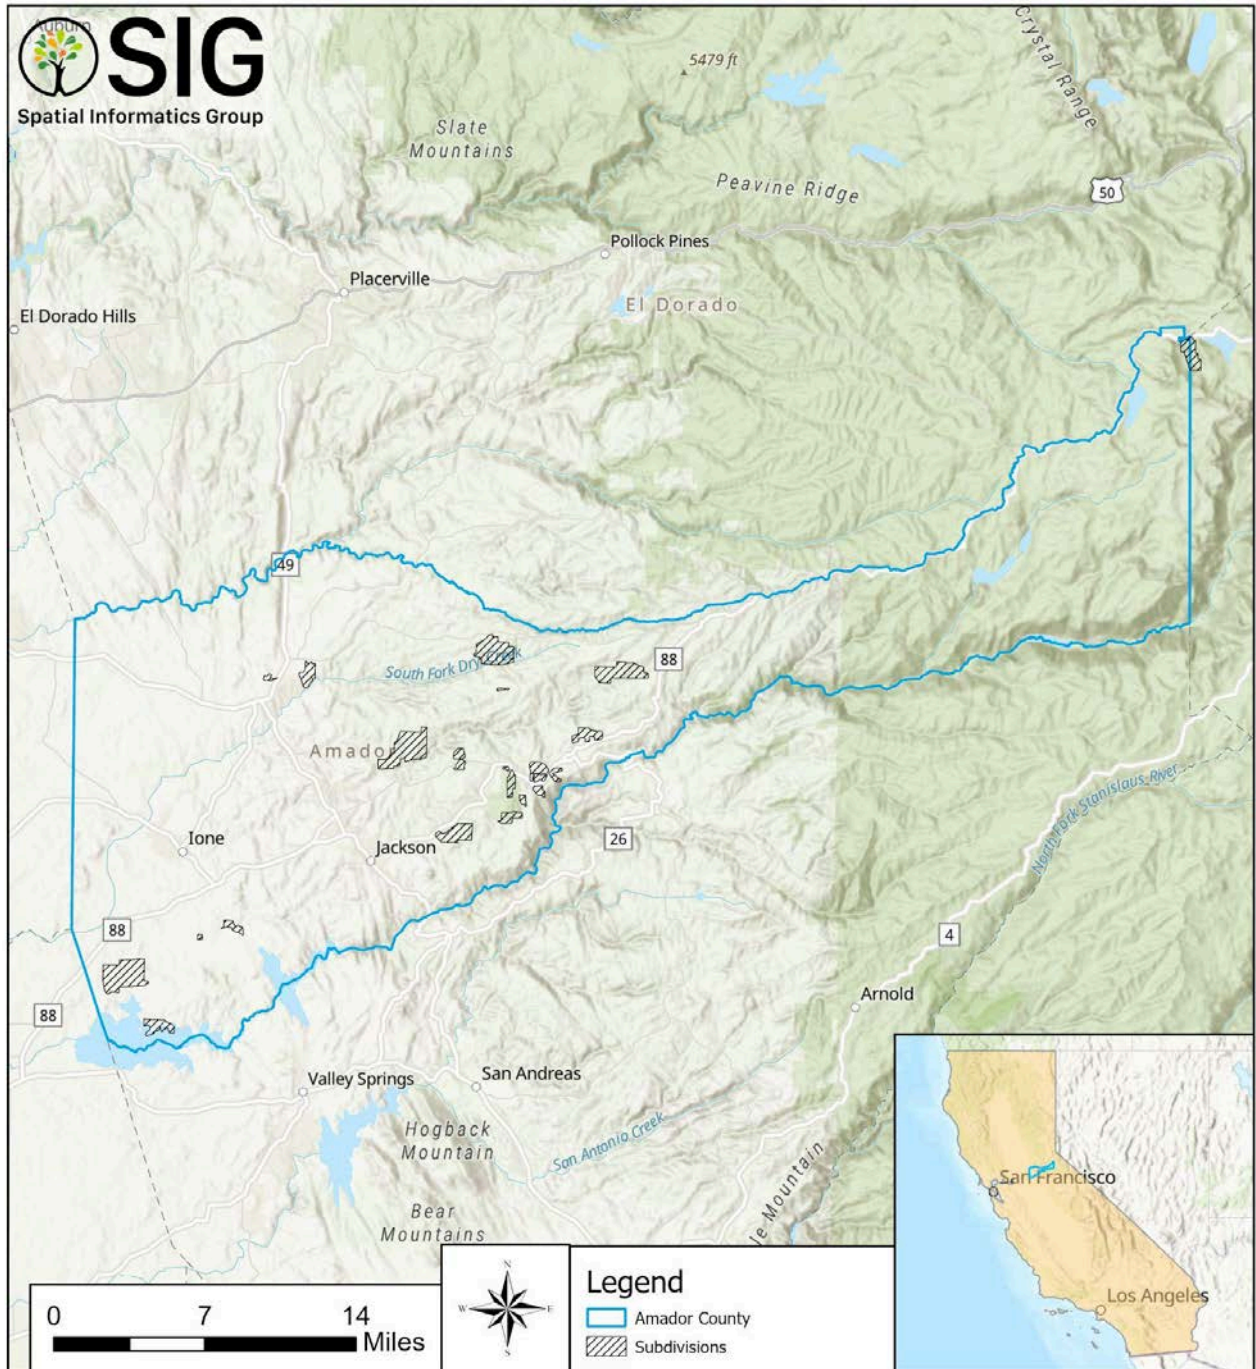 Auburn
SIG
Spatial Informatics Group
5479 ft
Crystal Range
Slate
Mountains
Peavine Ridge
50
Pollock Pines
Placerville
El Dorado
El Dorado Hills
49
South Fork Dry Creek
88
Amador
26
Ione
Jackson
North Fork Stanislaus River
88
4
Arnold
88
Valley Springs
San Andreas
Hogback
Mountain
San Antonio Creek
Bear
Mountains
Je Mountain
San Francisco
Los Angeles
0 7 14
Miles
N
W E
S
Legend
Amador County
Subdivisions